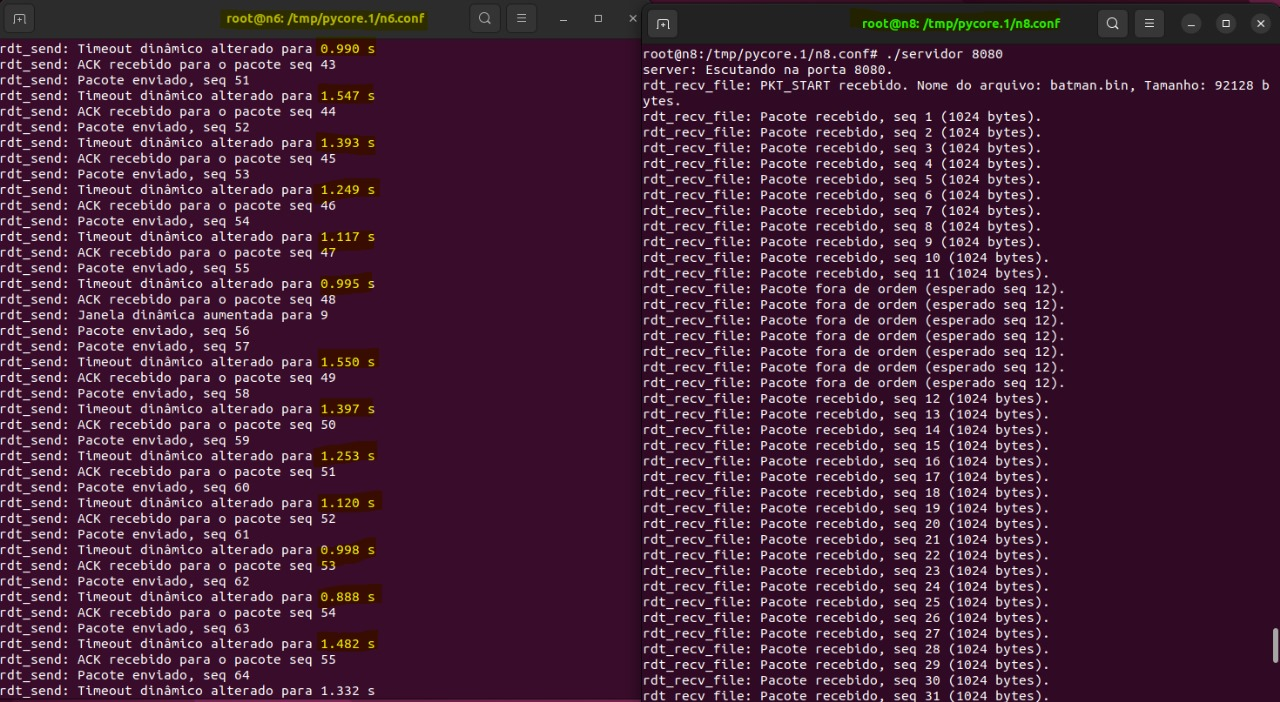 root@n6: /tmp/pycore.1/n6.conf
rdt_send: Timeout dinâmico alterado para 0.990 s
rdt_send: ACK recebido para o pacote seq 43
rdt_send: Pacote enviado, seq 51
rdt_send: Timeout dinâmico alterado para 1.547 s
rdt_send: ACK recebido para o pacote seq 44
rdt_send: Pacote enviado, seq 52
rdt_send: Timeout dinâmico alterado para 1.393 s
rdt_send: ACK recebido para o pacote seq 45
rdt_send: Pacote enviado, seq 53
rdt_send: Timeout dinâmico alterado para 1.249 s
rdt_send: ACK recebido para o pacote seq 46
rdt_send: Pacote enviado, seq 54
rdt_send: Timeout dinâmico alterado para 1.117 s
rdt_send: ACK recebido para o pacote seq 47
rdt_send: Pacote enviado, seq 55
rdt_send: Timeout dinâmico alterado para 0.995 s
rdt_send: ACK recebido para o pacote seq 48
rdt_send: Janela dinâmica aumentada para 9
rdt_send: Pacote enviado, seq 56
rdt_send: Pacote enviado, seq 57
rdt_send: Timeout dinâmico alterado para 1.550 s
rdt_send: ACK recebido para o pacote seq 49
rdt_send: Pacote enviado, seq 58
rdt_send: Timeout dinâmico alterado para 1.397 s
rdt_send: ACK recebido para o pacote seq 50
rdt_send: Pacote enviado, seq 59
rdt_send: Timeout dinâmico alterado para 1.253 s
rdt_send: ACK recebido para o pacote seq 51
rdt_send: Pacote enviado, seq 60
rdt_send: Timeout dinâmico alterado para 1.120 s
rdt_send: ACK recebido para o pacote seq 52
rdt_send: Pacote enviado, seq 61
rdt_send: Timeout dinâmico alterado para 0.998 s
rdt_send: ACK recebido para o pacote seq 53
rdt_send: Pacote enviado, seq 62
rdt_send: Timeout dinâmico alterado para 0.888 s
rdt_send: ACK recebido para o pacote seq 54
rdt_send: Pacote enviado, seq 63
rdt_send: Timeout dinâmico alterado para 1.482 s
rdt_send: ACK recebido para o pacote seq 55
rdt_send: Pacote enviado, seq 64
rdt_send: Timeout dinâmico alterado para 1.332 s
root@n8: /tmp/pycore.1/n8.conf
root@n8:/tmp/pycore.1/n8.conf# ./servidor 8080
server: Escutando na porta 8080.
rdt_recv_file: PKT_START recebido. Nome do arquivo: batman.bin, Tamanho: 92128 b
ytes.
rdt_recv_file: Pacote recebido, seq 1 (1024 bytes).
rdt_recv_file: Pacote recebido, seq 2 (1024 bytes).
rdt_recv_file: Pacote recebido, seq 3 (1024 bytes).
rdt_recv_file: Pacote recebido, seq 4 (1024 bytes).
rdt_recv_file: Pacote recebido, seq 5 (1024 bytes).
rdt_recv_file: Pacote recebido, seq 6 (1024 bytes).
rdt_recv_file: Pacote recebido, seq 7 (1024 bytes).
rdt_recv_file: Pacote recebido, seq 8 (1024 bytes).
rdt_recv_file: Pacote recebido, seq 9 (1024 bytes).
rdt_recv_file: Pacote recebido, seq 10 (1024 bytes).
rdt_recv_file: Pacote recebido, seq 11 (1024 bytes).
rdt_recv_file: Pacote fora de ordem (esperado seq 12).
rdt_recv_file: Pacote fora de ordem (esperado seq 12).
rdt_recv_file: Pacote fora de ordem (esperado seq 12).
rdt_recv_file: Pacote fora de ordem (esperado seq 12).
rdt_recv_file: Pacote fora de ordem (esperado seq 12).
rdt_recv_file: Pacote fora de ordem (esperado seq 12).
rdt_recv_file: Pacote fora de ordem (esperado seq 12).
rdt_recv_file: Pacote recebido, seq 12 (1024 bytes).
rdt_recv_file: Pacote recebido, seq 13 (1024 bytes).
rdt_recv_file: Pacote recebido, seq 14 (1024 bytes).
rdt_recv_file: Pacote recebido, seq 15 (1024 bytes).
rdt_recv_file: Pacote recebido, seq 16 (1024 bytes).
rdt_recv_file: Pacote recebido, seq 17 (1024 bytes).
rdt_recv_file: Pacote recebido, seq 18 (1024 bytes).
rdt_recv_file: Pacote recebido, seq 19 (1024 bytes).
rdt_recv_file: Pacote recebido, seq 20 (1024 bytes).
rdt_recv_file: Pacote recebido, seq 21 (1024 bytes).
rdt_recv_file: Pacote recebido, seq 22 (1024 bytes).
rdt_recv_file: Pacote recebido, seq 23 (1024 bytes).
rdt_recv_file: Pacote recebido, seq 24 (1024 bytes).
rdt_recv_file: Pacote recebido, seq 25 (1024 bytes).
rdt_recv_file: Pacote recebido, seq 26 (1024 bytes).
rdt_recv_file: Pacote recebido, seq 27 (1024 bytes).
rdt_recv_file: Pacote recebido, seq 28 (1024 bytes).
rdt_recv_file: Pacote recebido, seq 29 (1024 bytes).
rdt_recv_file: Pacote recebido, seq 30 (1024 bytes).
rdt_recv_file: Pacote recebido, seq 31 (1024 bytes).